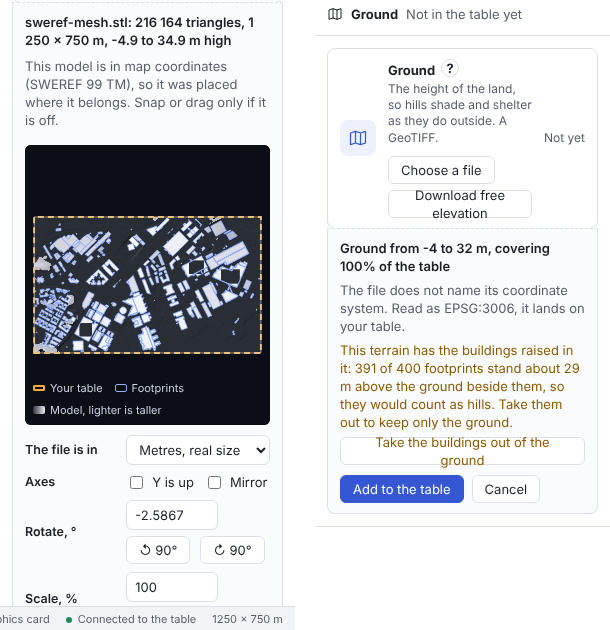 sweref-mesh.stl: 216 164 triangles, 1
250 × 750 m, -4.9 to 34.9 m high
This model is in map coordinates
(SWEREF 99 TM), so it was placed
where it belongs. Snap or drag only if it
is off.
Your table
Footprints
Model, lighter is taller
The file is in
Metres, real size
Axes
Y is up
Mirror
Rotate, °
-2.5867
↺ 90°
↻ 90°
Scale, %
100
phics card
Connected to the table
1250 × 750 m
Ground Not in the table yet
Ground ?
The height of the land,
so hills shade and shelter
as they do outside. A
GeoTIFF.
Not yet
Choose a file
Download free
elevation
Ground from -4 to 32 m, covering
100% of the table
The file does not name its coordinate
system. Read as EPSG:3006, it lands on
your table.
This terrain has the buildings raised in
it: 391 of 400 footprints stand about 29
m above the ground beside them, so
they would count as hills. Take them
out to keep only the ground.
Take the buildings out of the
ground
Add to the table
Cancel